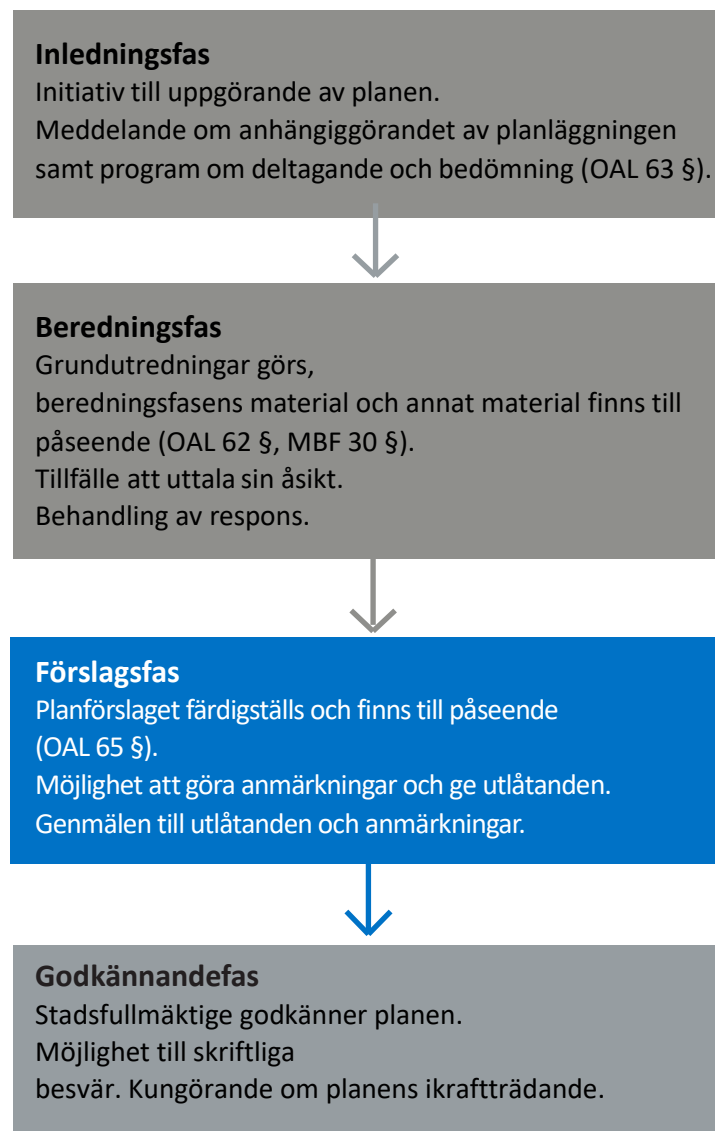 Inledningsfas
Initiativ till uppgörande av planen.
Meddelande om anhängiggörandet av planläggningen
samt program om deltagande och bedömning (OAL 63 §).
Beredningsfas
Grundutredningar görs,
beredningsfasens material och annat material finns till
påseende (OAL 62 §, MBF 30 §).
Tillfälle att uttala sin åsikt.
Behandling av respons.
Förslagsfas
Planförslaget färdigställs och finns till påseende
(OAL 65 §).
Möjlighet att göra anmärkningar och ge utlåtanden.
Genmälen till utlåtanden och anmärkningar.
Godkännandefas
Stadsfullmäktige godkänner planen.
Möjlighet till skriftliga
besvär. Kungörande om planens ikraftträdande.